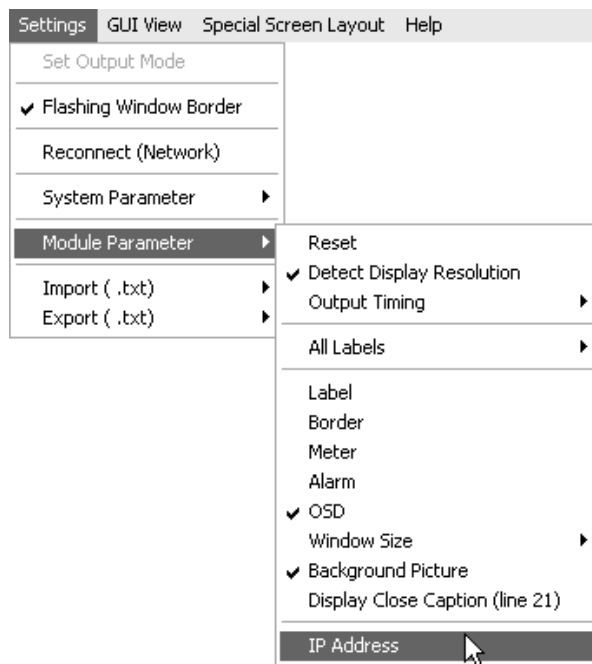 Settings GUI View Special Screen Layout Help
Set Output Mode
Flashing Window Border
Reconnect (Network)
System Parameter
Module Parameter
Import ( .txt)
Export ( .txt)
Reset
Detect Display Resolution
Output Timing
All Labels
Label
Border
Meter
Alarm
OSD
Window Size
Background Picture
Display Close Caption (line 21)
IP Address